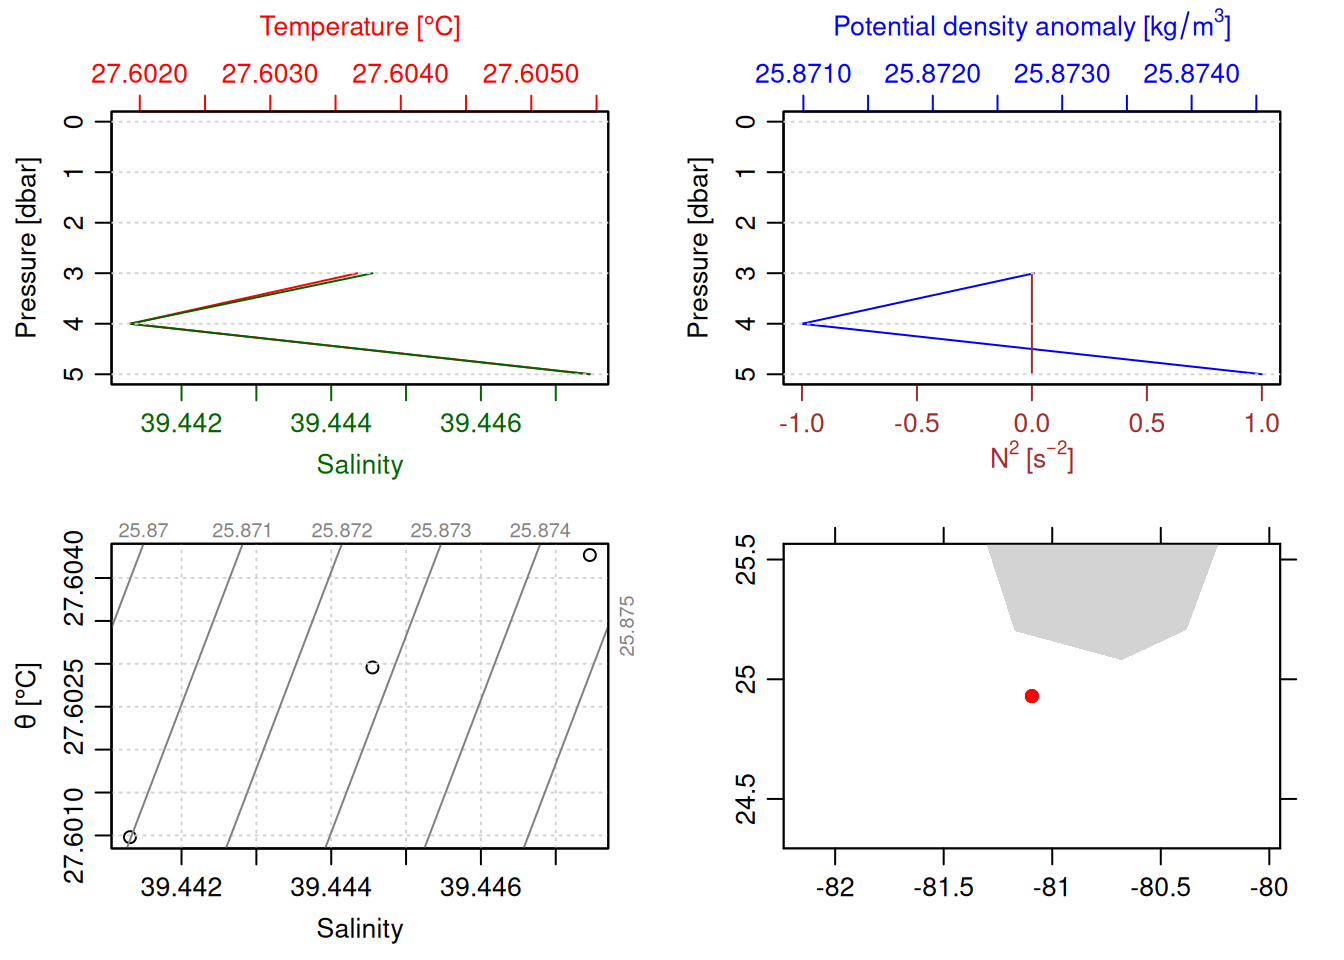 Temperature [°C]
27.6020 27.6030 27.6040 27.6050
Pressure [dbar]
0
1
2
3
4
5
39.442 39.444 39.446
Salinity
Potential density anomaly [kg/m³]
25.8710 25.8720 25.8730 25.8740
Pressure [dbar]
0
1
2
3
4
5
-1.0 -0.5 0.0 0.5 1.0
N² [s⁻²]
25.87 25.871 25.872 25.873 25.874
25.875
θ [°C]
27.6040
27.6025
27.6010
39.442 39.444 39.446
Salinity
25.5
25
24.5
-82 -81.5 -81 -80.5 -80